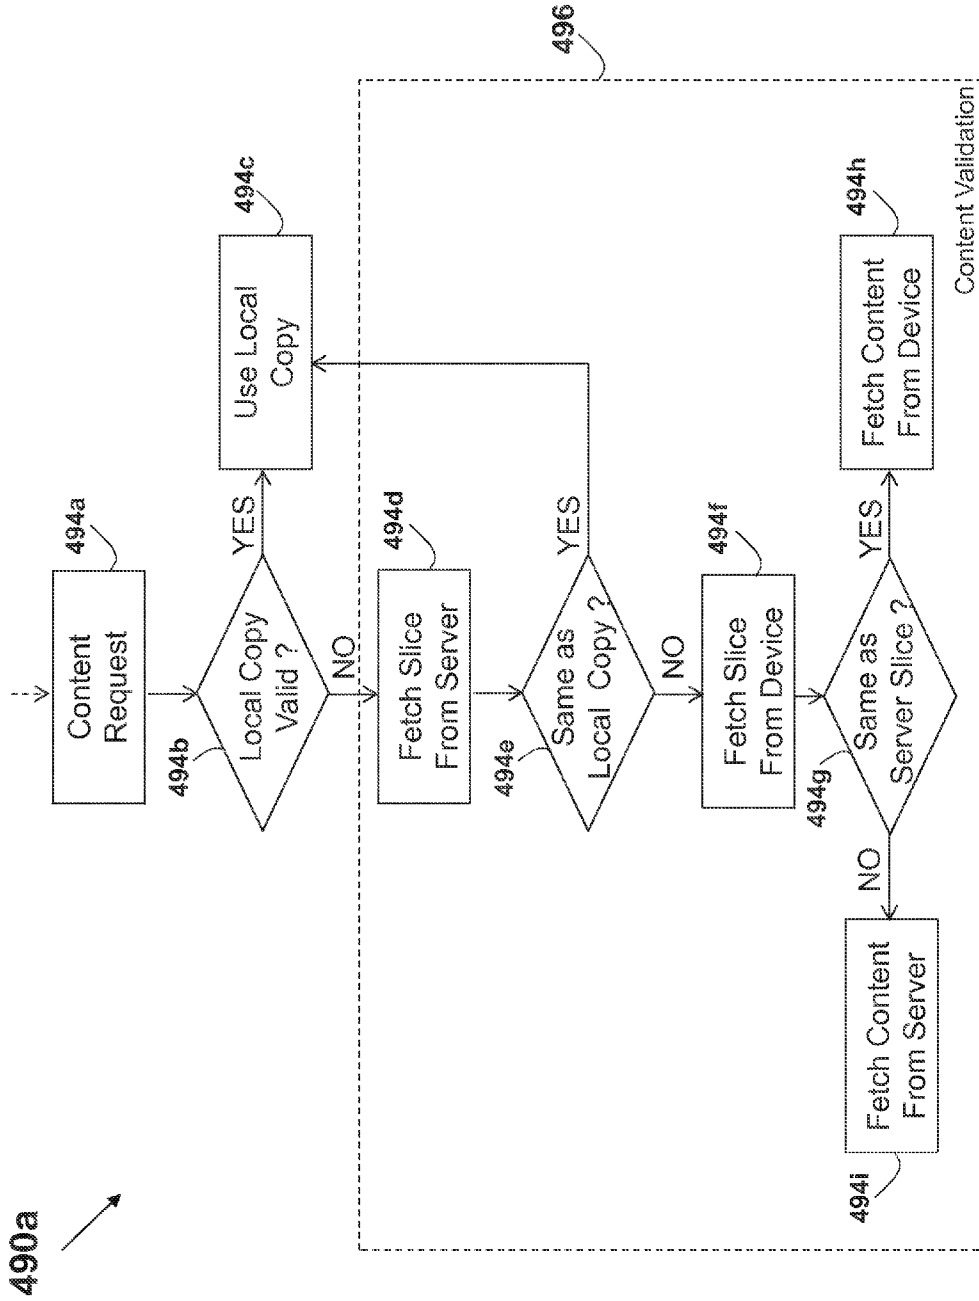 490a
Content
Request
494a
Local Copy
Valid ?
494b
YES
NO
Use Local
Copy
494c
496
Fetch Slice
From Server
494d
Same as
Local Copy ?
494e
YES
NO
Fetch Slice
From Device
494f
Same as
Server Slice ?
494g
YES
NO
Fetch Content
From Device
494h
Fetch Content
From Server
494i
Content Validation